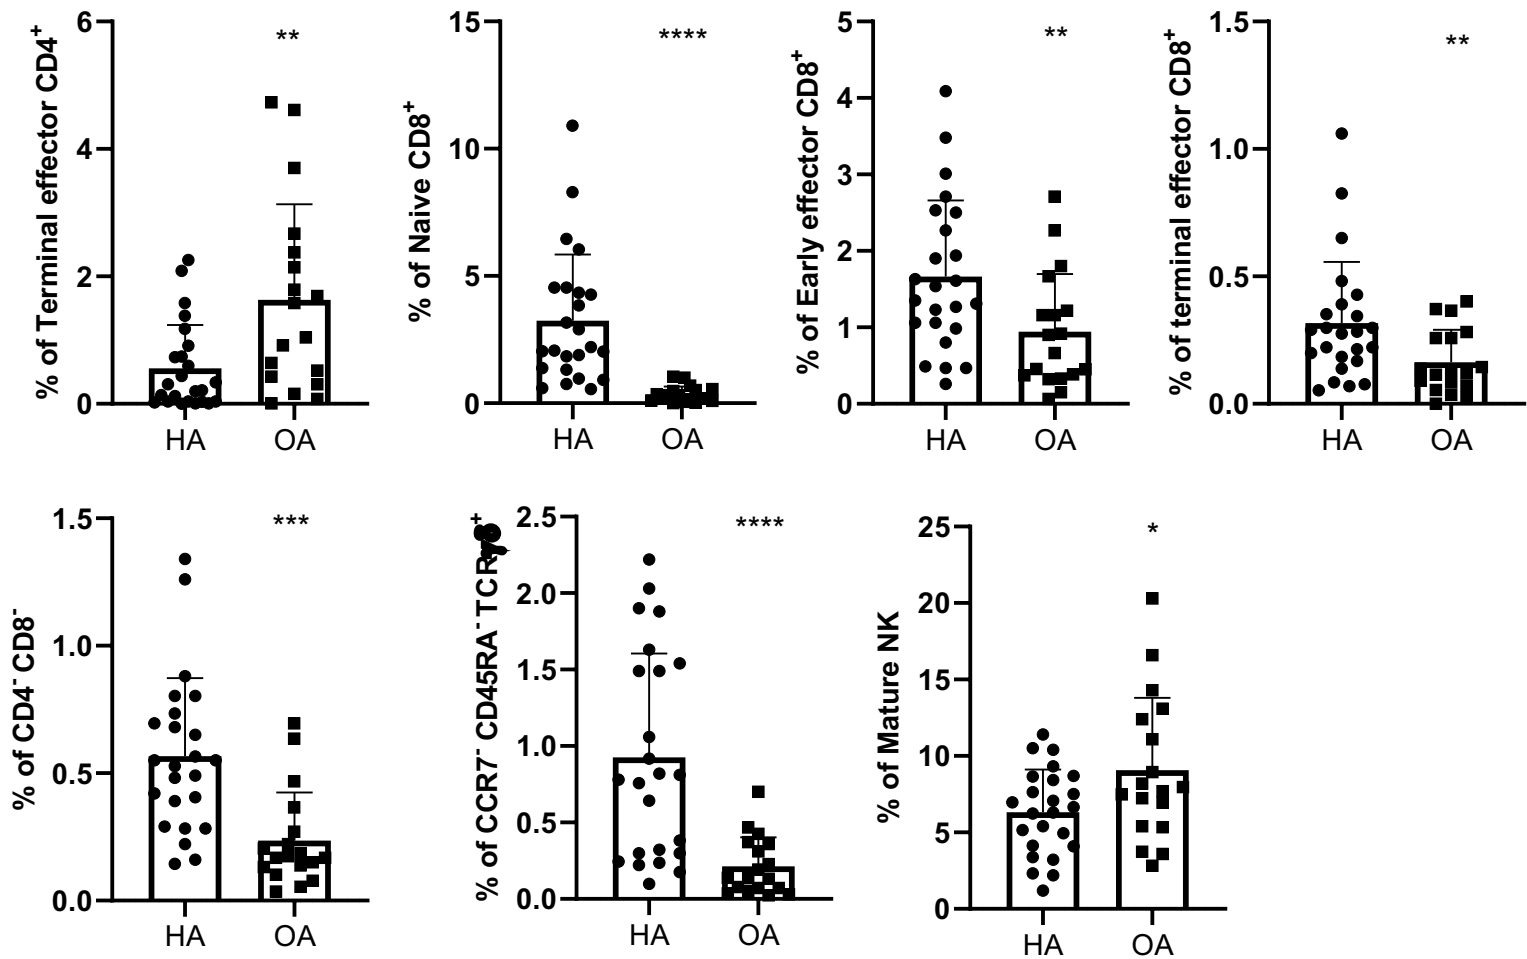 % of Terminal effector CD4+
6
4
2
0
**
HA
OA
% of Naive CD8+
15
10
5
0
****
HA
OA
% of Early effector CD8+
5
4
3
2
1
0
**
HA
OA
% of terminal effector CD8+
1.5
1.0
0.5
0.0
**
HA
OA
% of CD4- CD8-
1.5
1.0
0.5
0.0
***
HA
OA
% of CCR7- CD45RA- TCR +
2.5
2.0
1.5
1.0
0.5
0.0
****
HA
OA
% of Mature NK
25
20
15
10
5
0
*
HA
OA